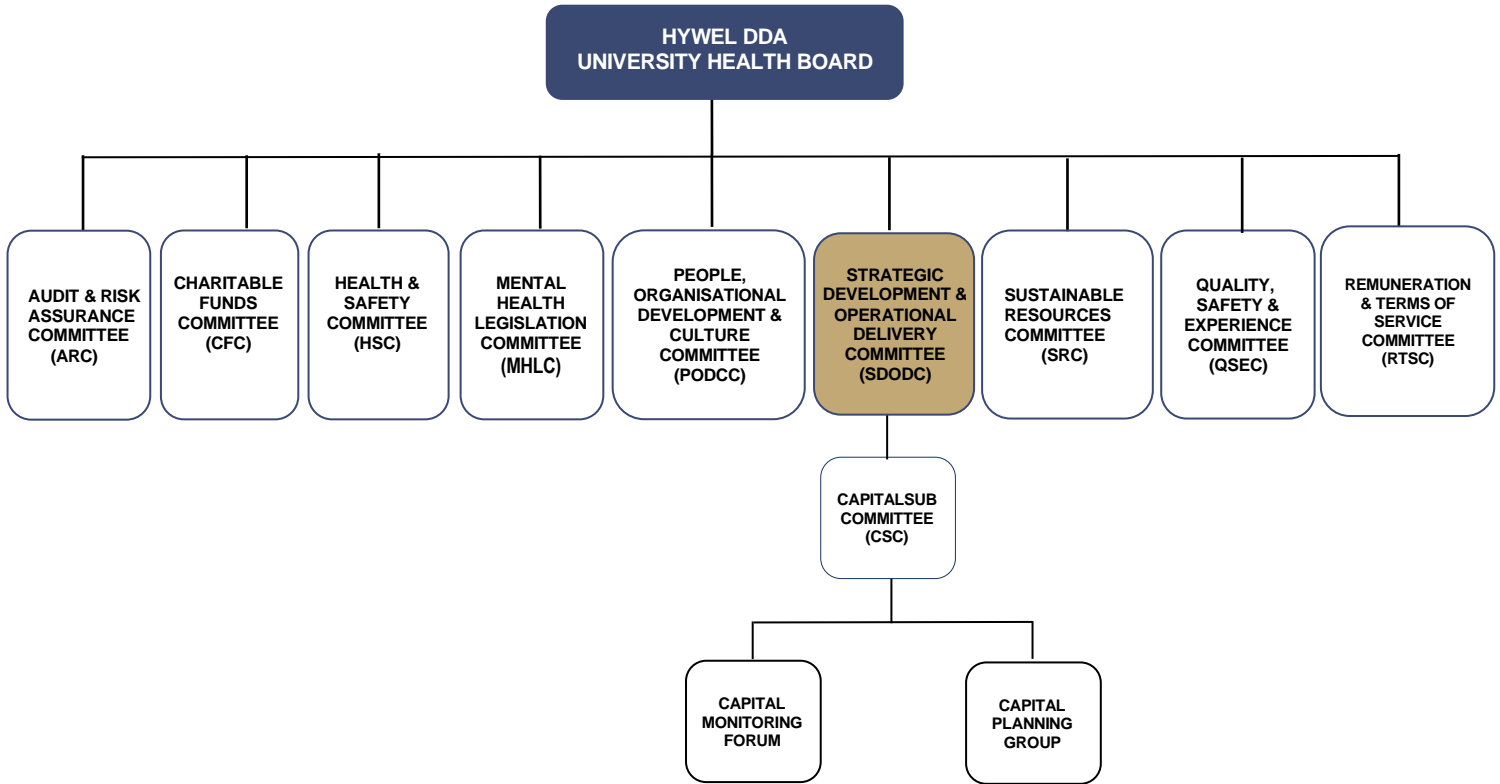 HYWEL DDA
UNIVERSITY HEALTH BOARD
AUDIT & RISK
ASSURANCE
COMMITTEE
(ARC)
CHARITABLE
FUNDS
COMMITTEE
(CFC)
HEALTH &
SAFETY
COMMITTEE
(HSC)
MENTAL
HEALTH
LEGISLATION
COMMITTEE
(MHLC)
PEOPLE,
ORGANISATIONAL
DEVELOPMENT &
CULTURE
COMMITTEE
(PODCC)
STRATEGIC
DEVELOPMENT &
OPERATIONAL
DELIVERY
COMMITTEE
(SDODC)
SUSTAINABLE
RESOURCES
COMMITTEE
(SRC)
QUALITY,
SAFETY &
EXPERIENCE
COMMITTEE
(QSEC)
REMUNERATION
& TERMS OF
SERVICE
COMMITTEE
(RTSC)
CAPITALSUB
COMMITTEE
(CSC)
CAPITAL
MONITORING
FORUM
CAPITAL
PLANNING
GROUP